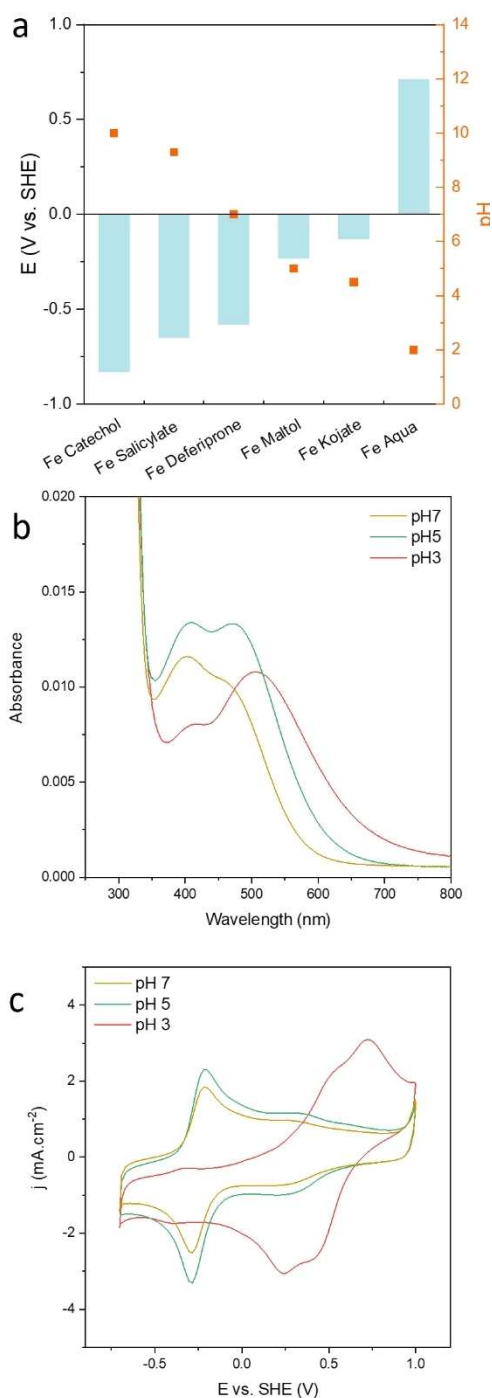 a
1.0
0.5
0.0
-0.5
-1.0
E (V vs. SHE)
14
12
10
8
6
4
2
0
pH
Fe Catechol
Fe Salicylate
Fe Deferiprone
Fe Maltol
Fe Kojate
Fe Aqua
b
0.020
0.015
0.010
0.005
0.000
Absorbance
pH7
pH5
pH3
300 400 500 600 700 800
Wavelength (nm)
c
4
2
0
-2
-4
j (mA.cm-2)
pH 7
pH 5
pH 3
-0.5 0.0 0.5 1.0
E vs. SHE (V)